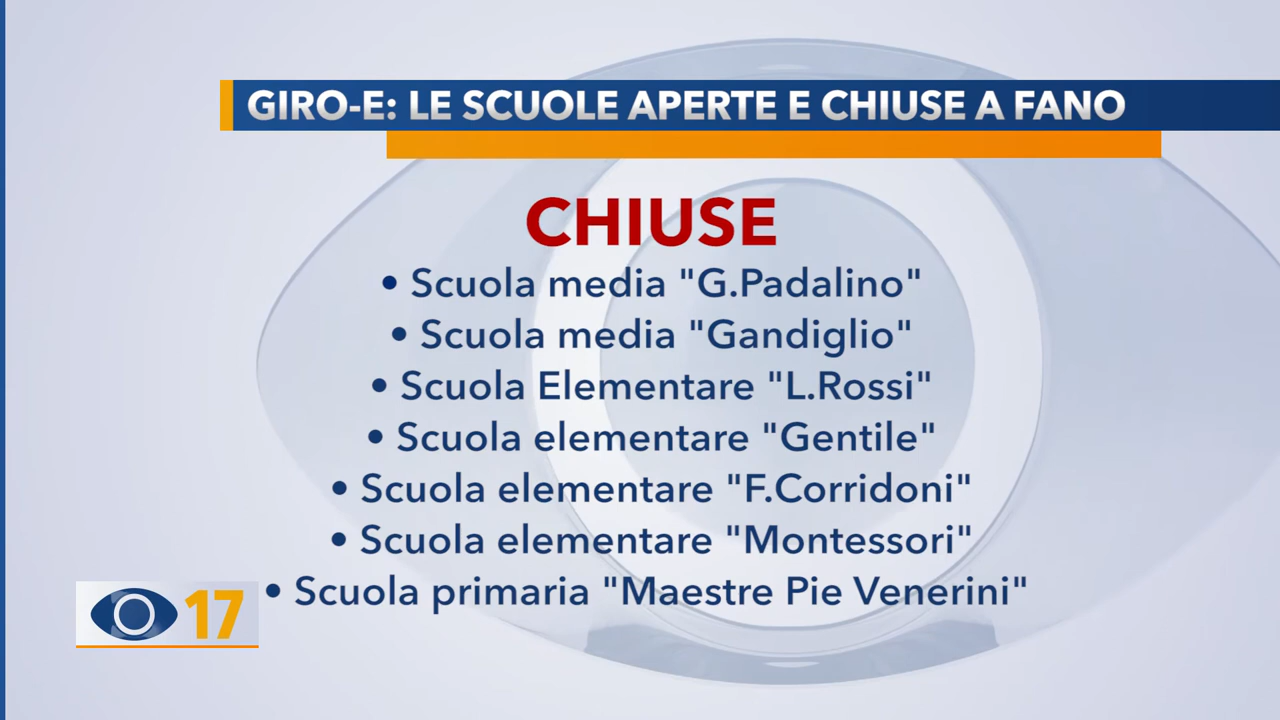 GIRO-E: LE SCUOLE APERTE E CHIUSE A FANO
CHIUSE
• Scuola media "G.Padalino"
• Scuola media "Gandiglio"
• Scuola Elementare "L.Rossi"
• Scuola elementare "Gentile"
• Scuola elementare "F.Corridoni"
• Scuola elementare "Montessori"
• Scuola primaria "Maestre Pie Venerini"
17